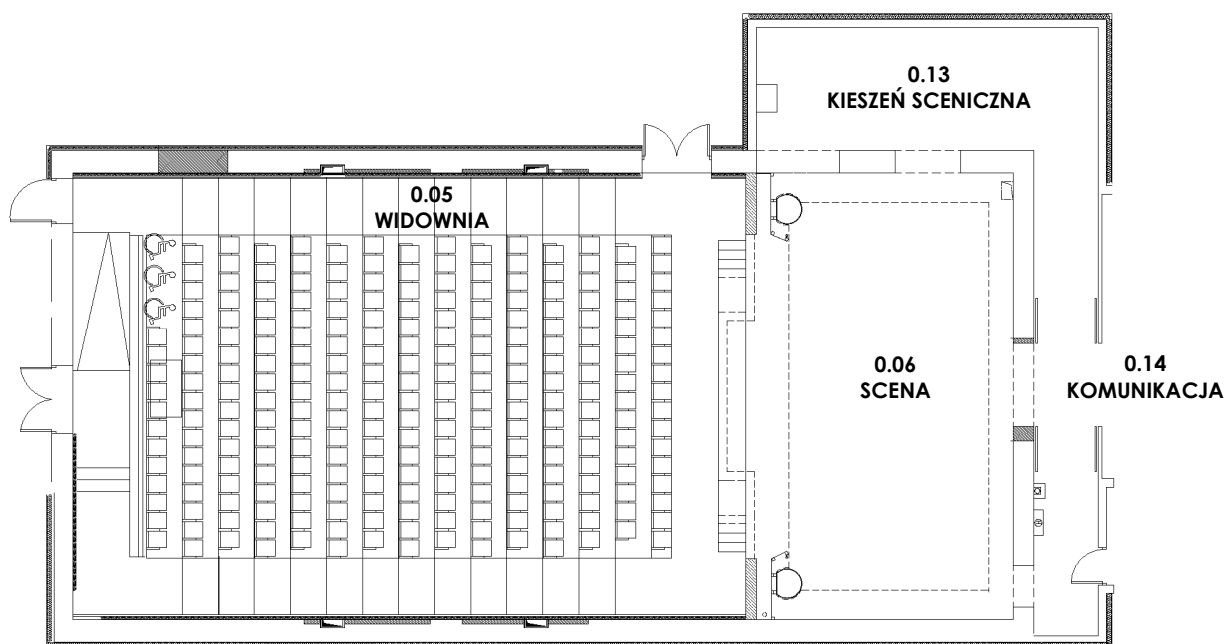 0.13
KIESZEŃ SCENICZNA
0.05
WIDOWNIA
0.06
SCENA
0.14
KOMUNIKACJA